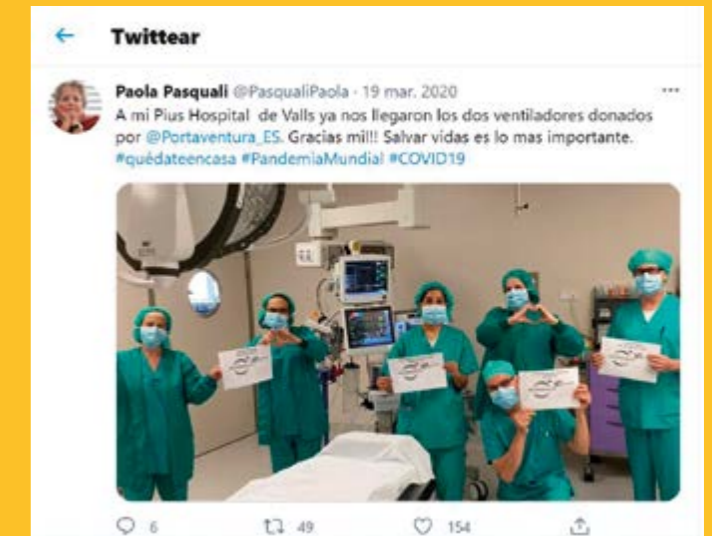 Twittear
Paola Pasquali @PasqualiPaola · 19 mar. 2020
A mi Pius Hospital de Valls ya nos llegaron los dos ventiladores donados
por @Portaventura_ES. Gracias mil!!! Salvar vidas es lo mas importante.
#quédateencasa #PandemiaMundial #COVID19
6 49 154